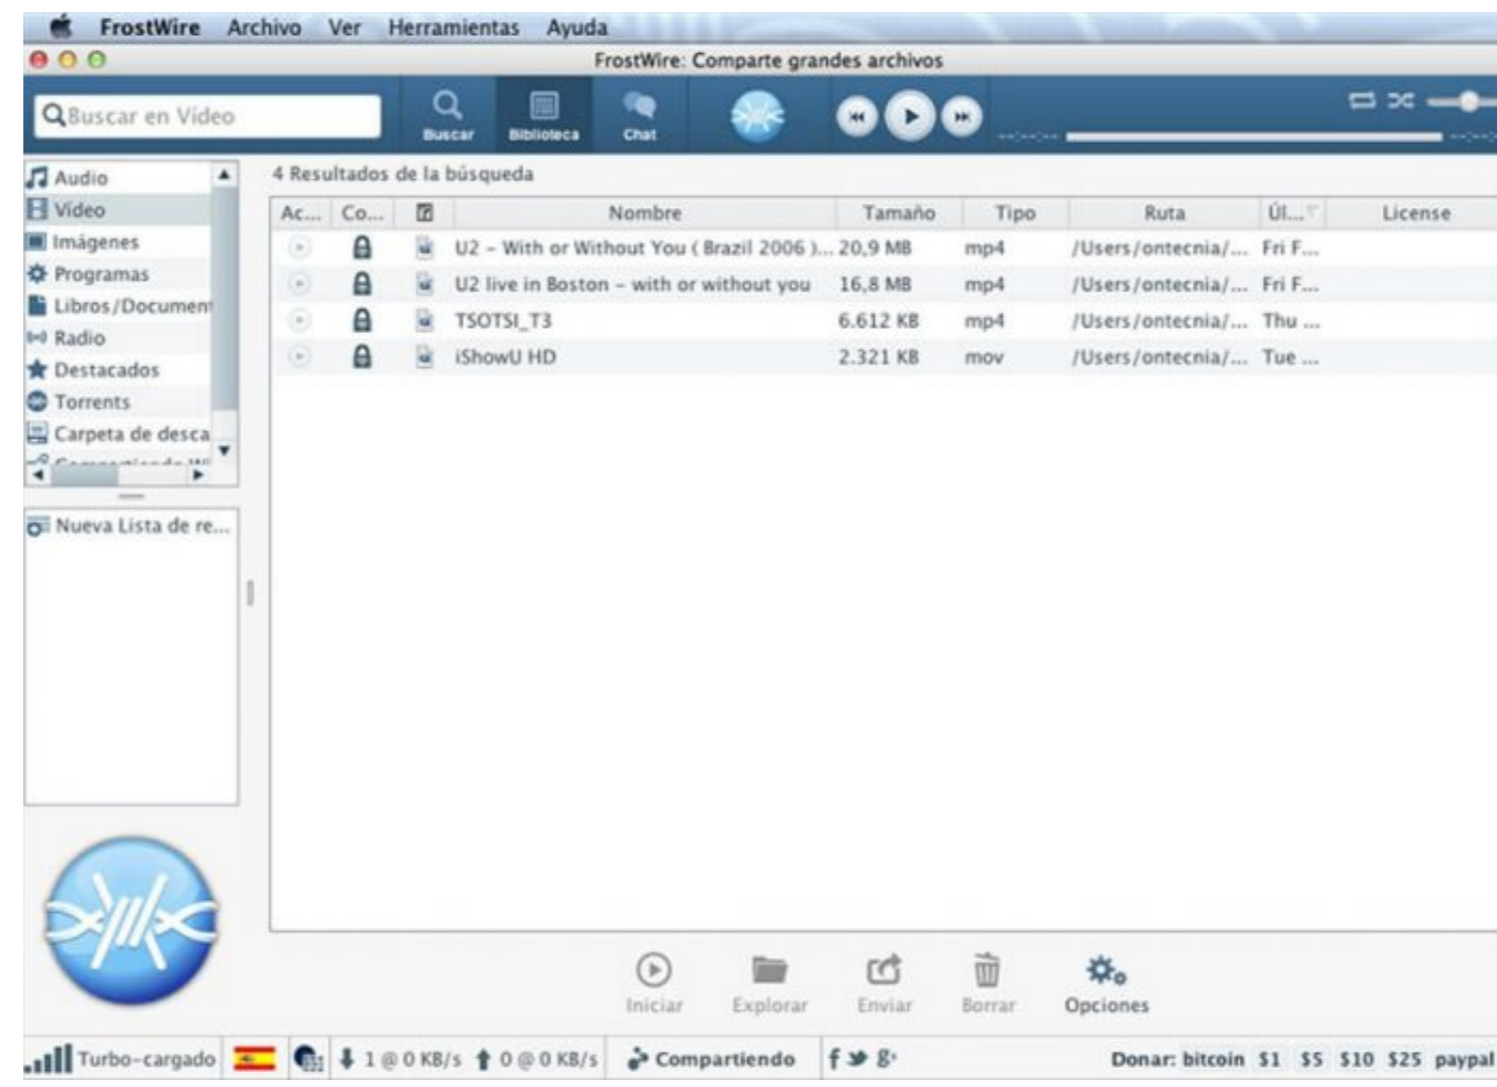 FrostWire Archivo Ver Herramientas Ayuda
FrostWire: Comparte grandes archivos
Buscar en Vídeo
Buscar Biblioteca Chat
--:--:-- --:--:--
Audio
Vídeo
Imágenes
Programas
Libros/Document
Radio
Destacados
Torrents
Carpeta de desca
Nueva Lista de re...
4 Resultados de la búsqueda
Ac... Co... Nombre Tamaño Tipo Ruta Úl... License
U2 – With or Without You ( Brazil 2006 )... 20,9 MB mp4 /Users/ontecnia/... Fri F...
U2 live in Boston – with or without you 16,8 MB mp4 /Users/ontecnia/... Fri F...
TSOTSI_T3 6.612 KB mp4 /Users/ontecnia/... Thu ...
iShowU HD 2.321 KB mov /Users/ontecnia/... Tue ...
Iniciar Explorar Enviar Borrar Opciones
Turbo-cargado 1 @ 0 KB/s 0 @ 0 KB/s Compartiendo f g+ Donar: bitcoin $1 $5 $10 $25 paypal